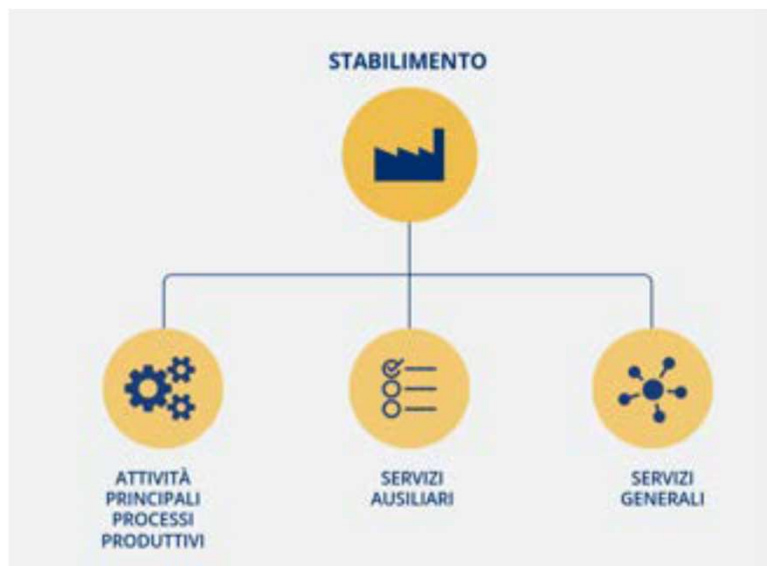 STABILIMENTO
ATTIVITÀ
PRINCIPALI
PROCESSI
PRODUTTIVI
SERVIZI
AUSILIARI
SERVIZI
GENERALI